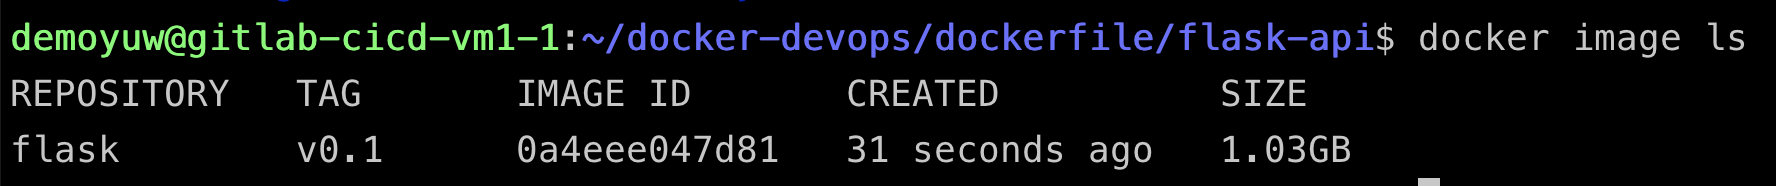 demoyuw@gitlab-cicd-vm1-1:~/docker-devops/dockerfile/flask-api$ docker image ls
REPOSITORY   TAG       IMAGE ID       CREATED          SIZE
flask        v0.1      0a4eee047d81   31 seconds ago   1.03GB